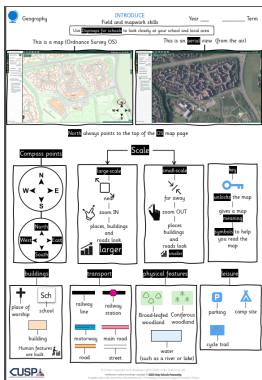 Geography
INTRODUCE
Field and mapwork skills
Year ___ ___ Term
Use Digimaps for schools to look closely at your school and local area
This is a map (Ordnance Survey OS)
This is an aerial view (from the air)
North always points to the top of the OS map page
Compass points
Scale
N
W E
S
North
West East
South
large-scale
near
zoom IN
places, buildings
and roads
look
larger
small-scale
far away
zoom OUT
places
buildings
and roads
look
smaller
key
unlocks the map
gives a map
meaning
symbols to help
you read the
map
buildings
transport
physical features
leisure
place of
worship
Sch
school
building
Human features
are built
railway
line
railway
station
motorway
main road
road
street
Broad-leafed
woodland
Coniferous
woodland
water
(such as a river or lake)
parking
camp site
cycle trail
CUSP